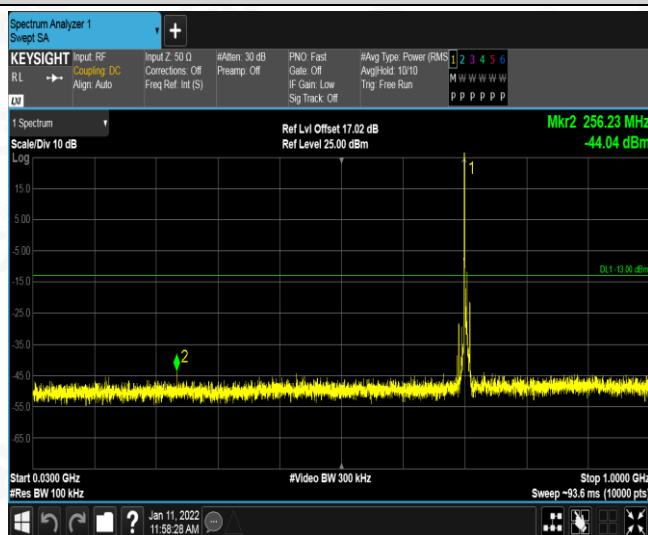 Spectrum Analyzer 1
Swept SA
+
KEYSIGHT Input: RF Input Z: 50 Ω #Atten: 30 dB PNO: Fast #Avg Type: Power (RMS 1 2 3 4 5 6
RL Coupling: DC Corrections: Off Preamp: Off Gate: Off Avg|Hold: 10/10 M W W W W W
Align: Auto Freq Ref: Int (S) IF Gain: Low Trig: Free Run
Sig Track: Off P P P P P P
LXI
1 Spectrum Ref Lvl Offset 17.02 dB Mkr2 256.23 MHz
Scale/Div 10 dB Ref Level 25.00 dBm -44.04 dBm
Log
1
15.0
5.00
-5.00
DL1 -13.00 dBm
-15.0
-25.0
-35.0
2
-45.0
-55.0
-65.0
Start 0.0300 GHz #Video BW 300 kHz Stop 1.0000 GHz
#Res BW 100 kHz Sweep ~93.6 ms (10000 pts)
? Jan 11, 2022
11:58:28 AM